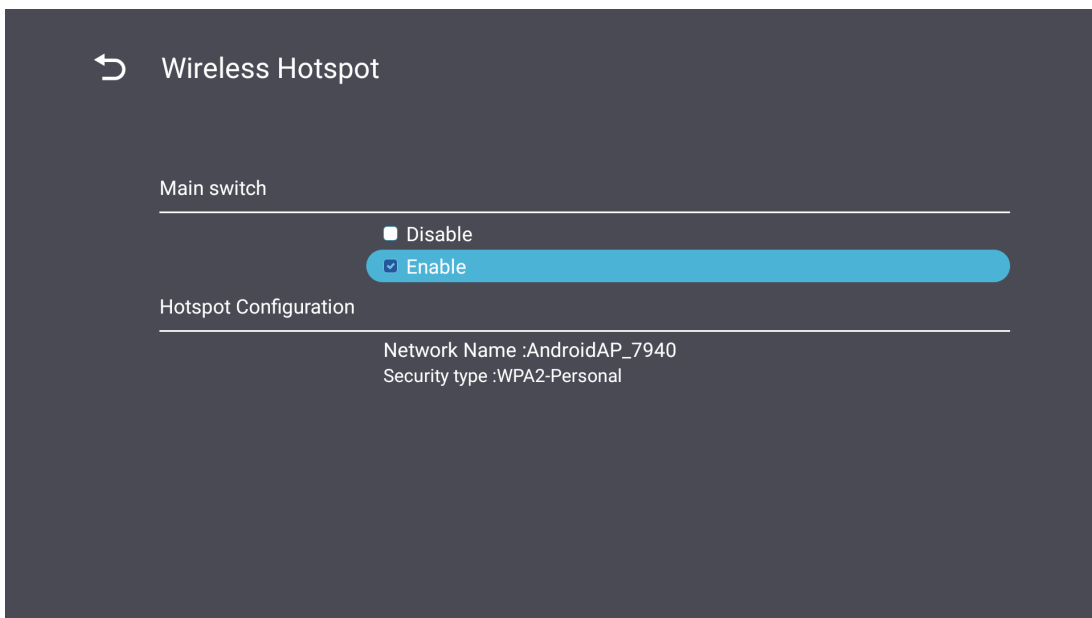 Wireless Hotspot
Main switch
Disable
Enable
Hotspot Configuration
Network Name :AndroidAP_7940
Security type :WPA2-Personal